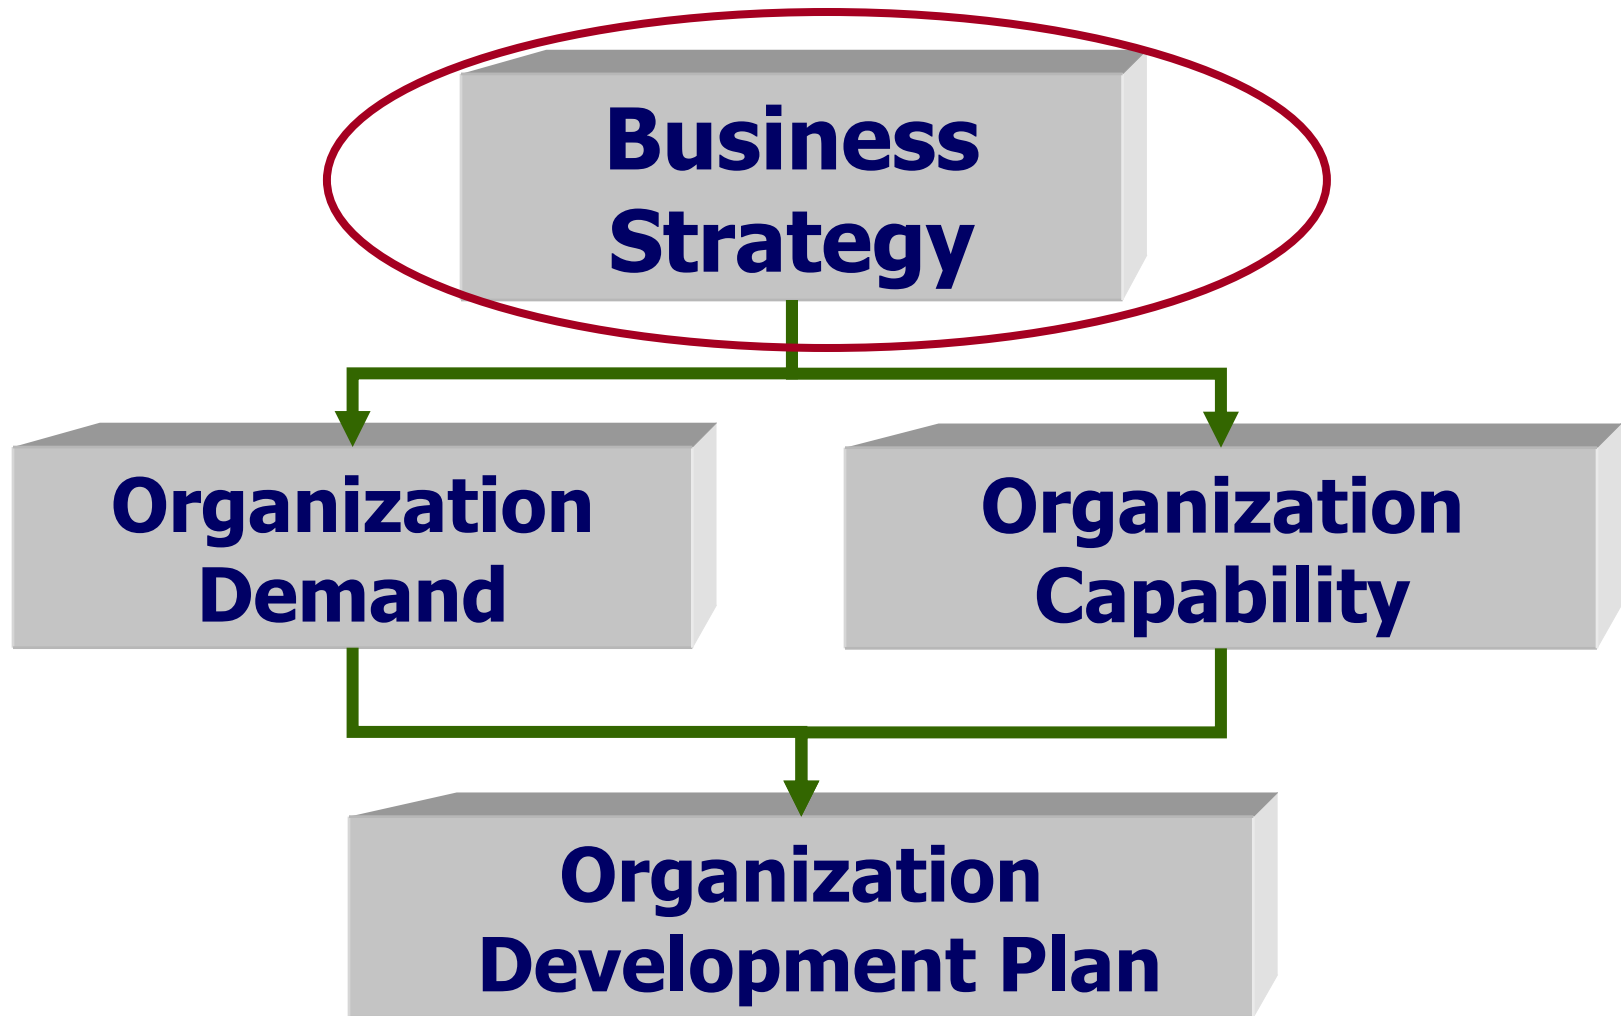 Business
Strategy
Organization
Demand
Organization
Capability
Organization
Development Plan